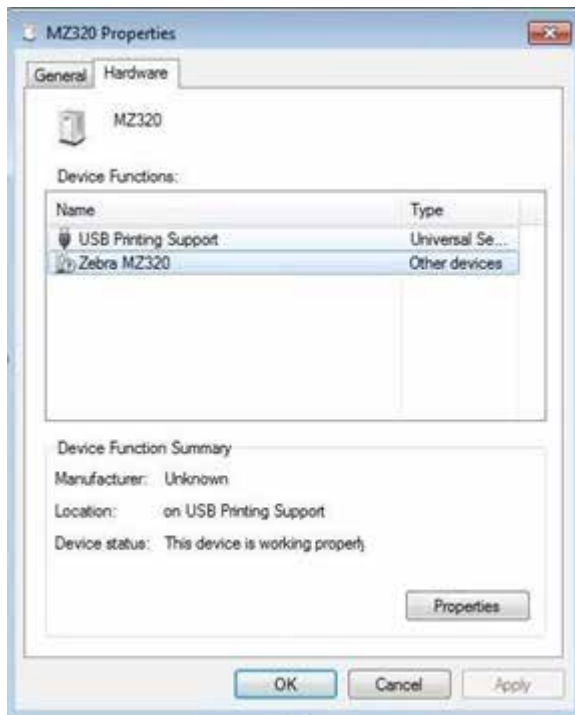 MZ320 Properties
General Hardware
MZ320
Device Functions:
Name Type
USB Printing Support Universal Se...
Zebra MZ320 Other devices
Device Function Summary
Manufacturer: Unknown
Location: on USB Printing Support
Device status: This device is working properly
Properties
OK Cancel Apply